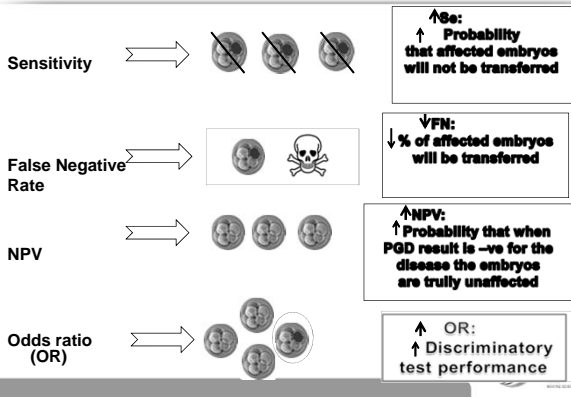 Sensitivity
↑Se:
↑ Probability
that affected embryos
will not be transferred
False Negative
Rate
↓FN:
↓% of affected embryos
will be transferred
NPV
↑NPV:
↑Probability that when
PGD result is –ve for the
disease the embryos
are trully unaffected
Odds ratio
(OR)
↑ OR:
↑ Discriminatory
test performance